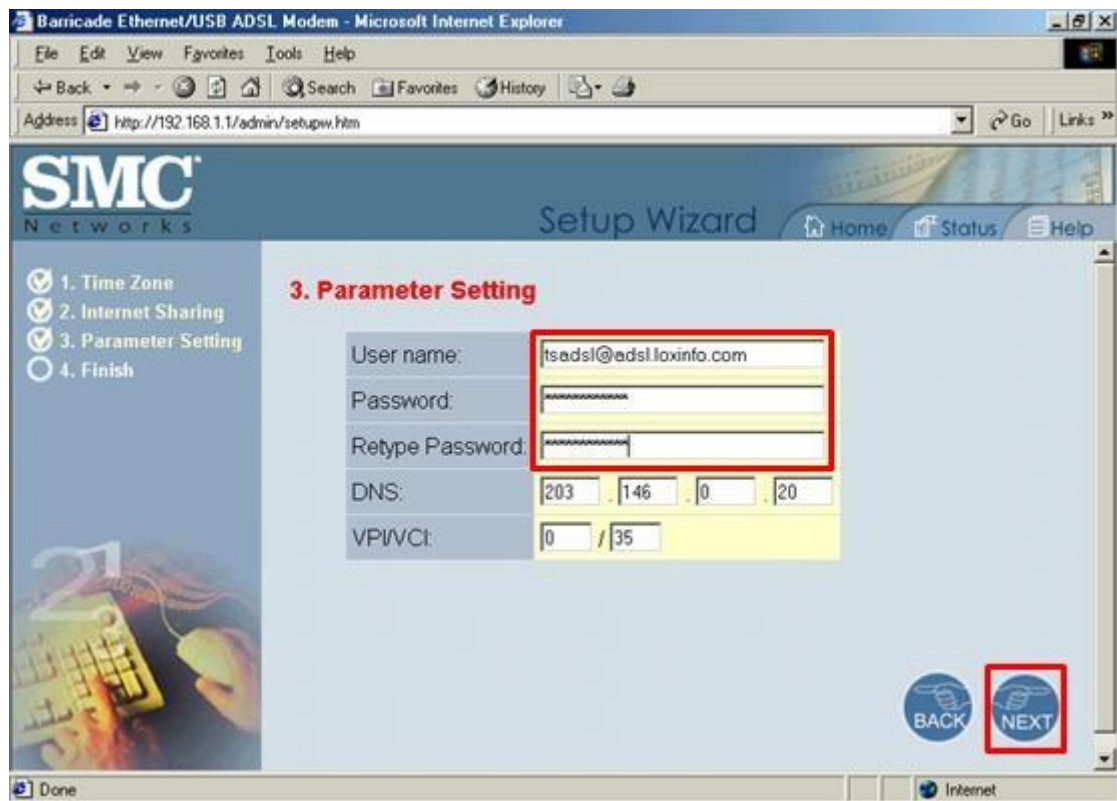 Barricade Ethernet/USB ADSL Modem - Microsoft Internet Explorer
File Edit View Favorites Tools Help
Back Search Favorites History
Address http://192.168.1.1/admin/setupw.htm Go Links »
SMC
Networks
Setup Wizard Home Status Help
1. Time Zone
2. Internet Sharing
3. Parameter Setting
4. Finish
3. Parameter Setting
User name: tsadsl@adsl.loxinfo.com
Password: ************
Retype Password: ************
DNS: 203 . 146 . 0 . 20
VPI/VCI: 0 / 35
BACK NEXT
Done Internet